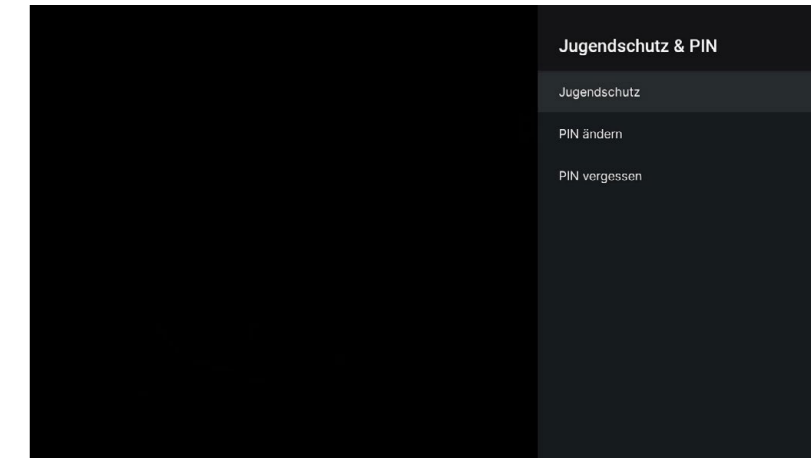 Jugendschutz & PIN
Jugendschutz
PIN ändern
PIN vergessen